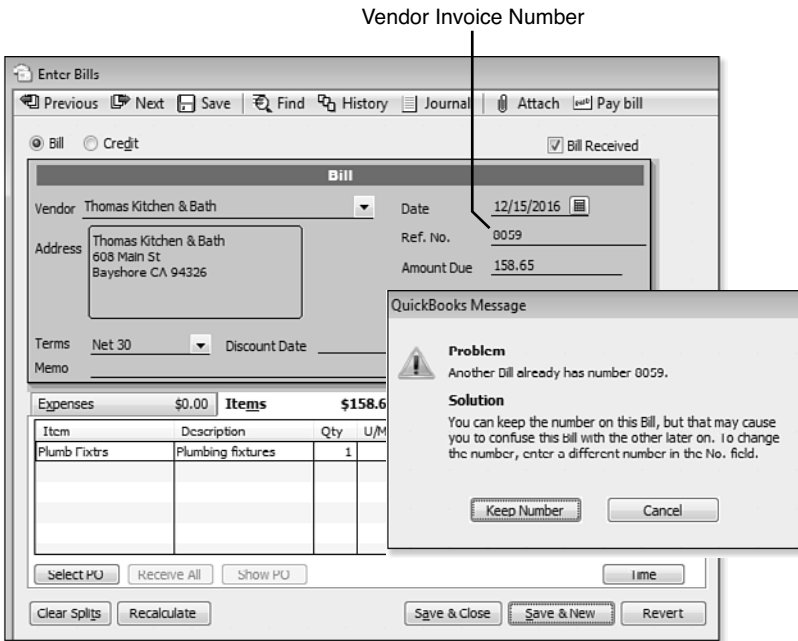 Vendor Invoice Number
Enter Bills
Previous Next Save Find History Journal Attach Pay bill
Bill Credit Bill Received
Bill
Vendor Thomas Kitchen & Bath Date 12/15/2016
Address Thomas Kitchen & Bath Ref. No. 8059
608 Main St
Bayshore CA 94326 Amount Due 158.65
Terms Net 30 Discount Date
Memo
QuickBooks Message
Problem
Another Bill already has number 8059.
Solution
You can keep the number on this Bill, but that may cause
you to confuse this Bill with the other later on. To change
the number, enter a different number in the No. field.
Keep Number Cancel
Expenses $0.00 Items $158.6
Item Description Qty U/M
Plumb Fixtrs Plumbing fixtures 1
Select PO Receive All Show PO Time
Clear Splits Recalculate Save & Close Save & New Revert